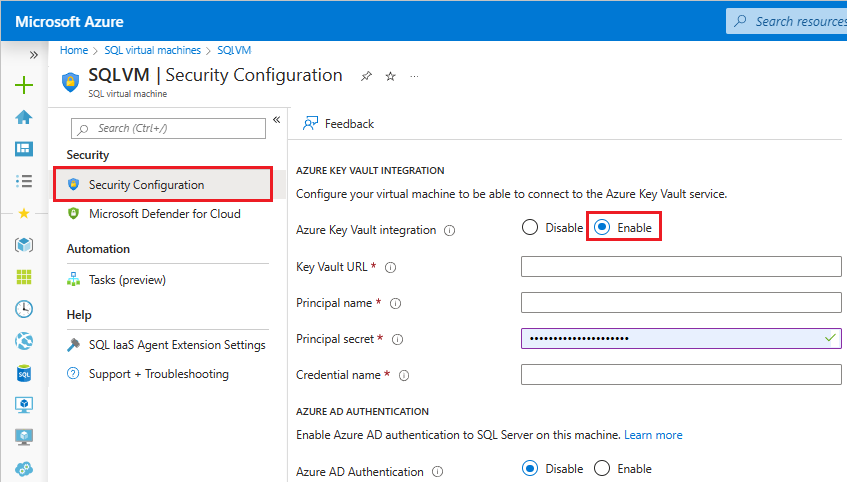 Microsoft Azure
Search resources
Home > SQL virtual machines > SQLVM
SQLVM | Security Configuration
SQL virtual machine
Search (Ctrl+/)
Feedback
Security
Security Configuration
Microsoft Defender for Cloud
Automation
Tasks (preview)
Help
SQL IaaS Agent Extension Settings
Support + Troubleshooting
AZURE KEY VAULT INTEGRATION
Configure your virtual machine to be able to connect to the Azure Key Vault service.
Azure Key Vault integration Disable Enable
Key Vault URL *
Principal name *
Principal secret * •••••••••••••••••••••
Credential name *
AZURE AD AUTHENTICATION
Enable Azure AD authentication to SQL Server on this machine. Learn more
Azure AD Authentication Disable Enable
SQL